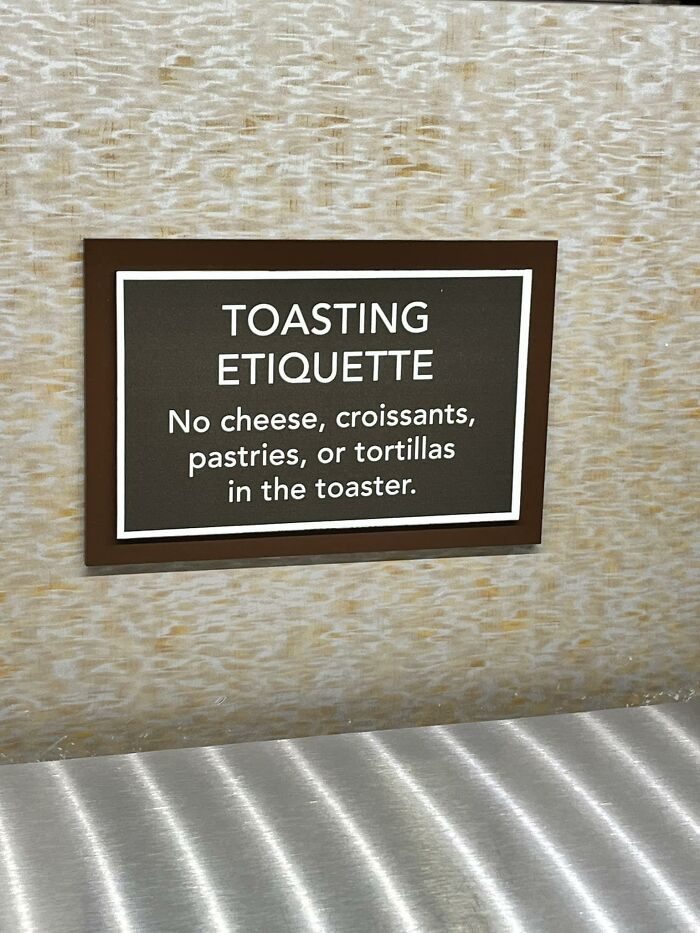 TOASTING
ETIQUETTE
No cheese, croissants,
pastries, or tortillas
in the toaster.